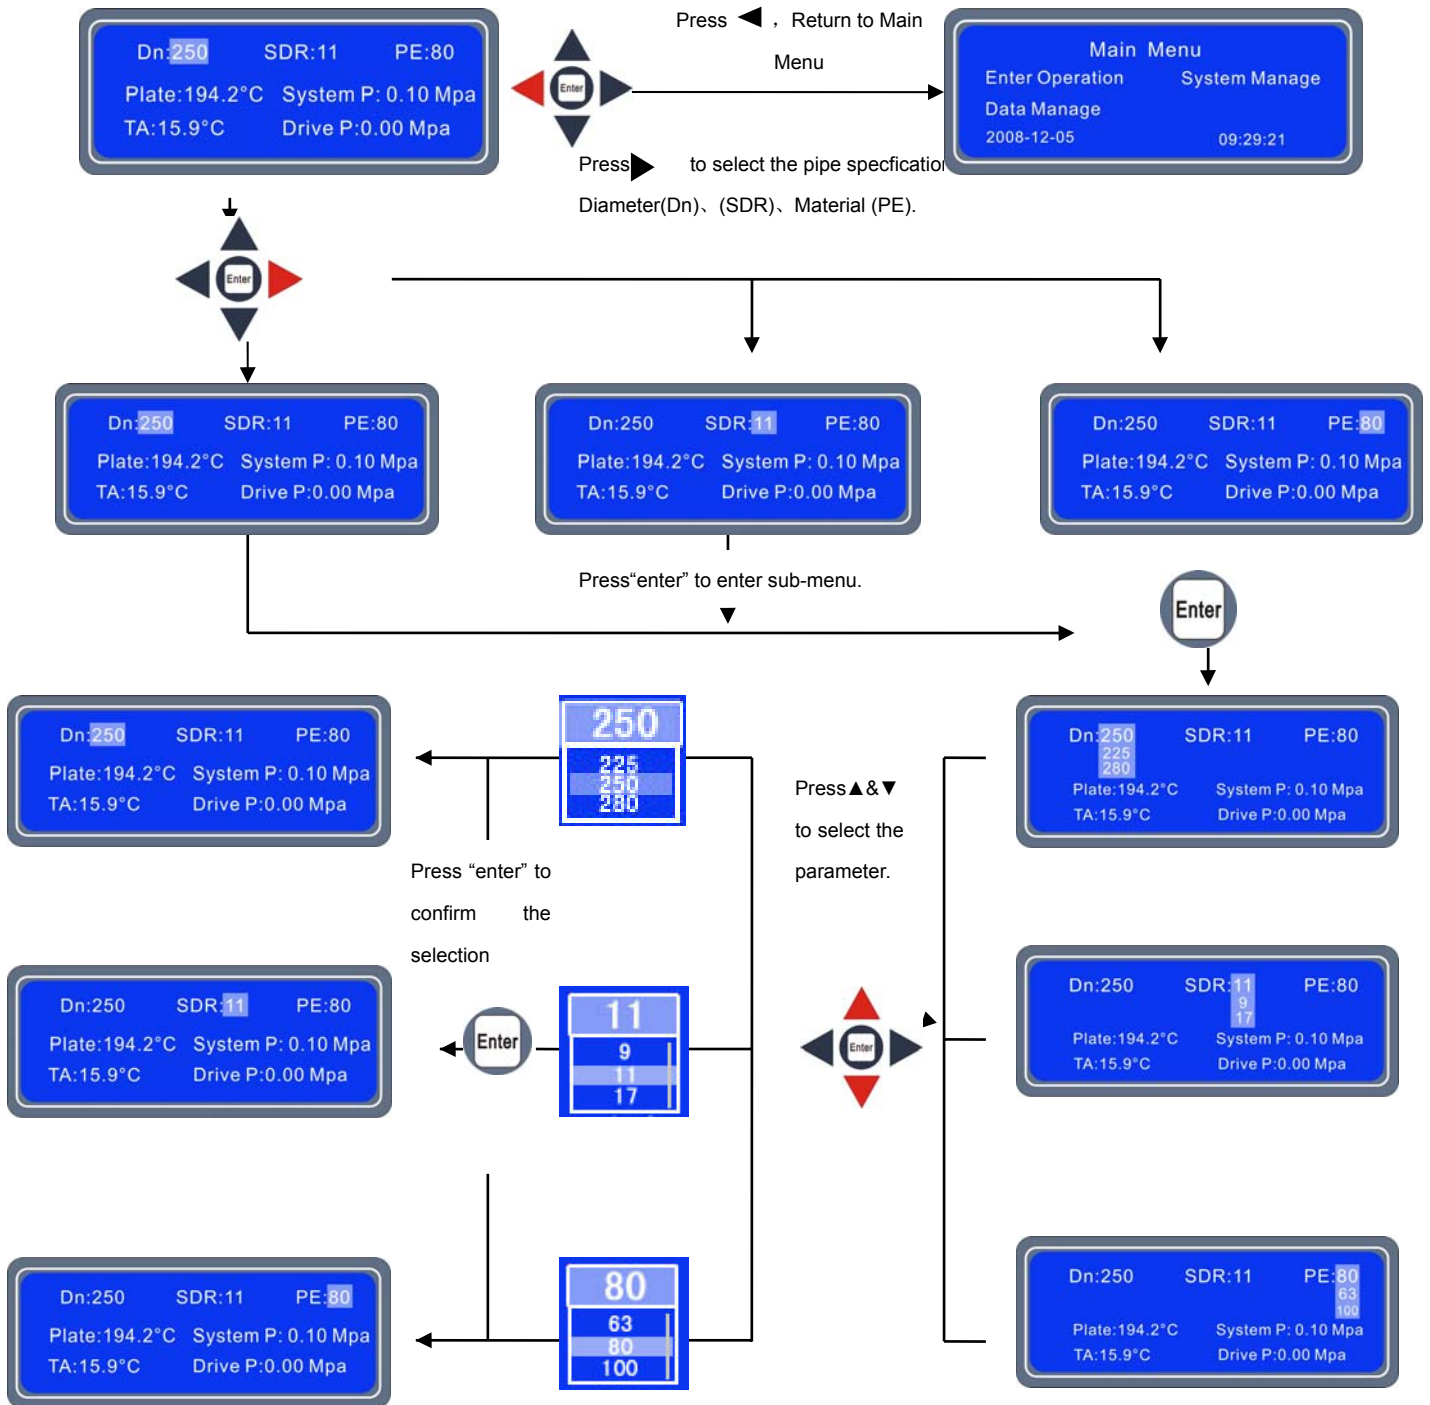 Dn:250 SDR:11 PE:80
Plate:194.2°C System P: 0.10 Mpa
TA:15.9°C Drive P:0.00 Mpa
Press ◀ ，Return to Main
Menu
Enter
Main Menu
Enter Operation System Manage
Data Manage
2008-12-05 09:29:21
Press▶ to select the pipe specfication
Diameter(Dn)、(SDR)、Material (PE).
Enter
Dn:250 SDR:11 PE:80
Plate:194.2°C System P: 0.10 Mpa
TA:15.9°C Drive P:0.00 Mpa
Dn:250 SDR:11 PE:80
Plate:194.2°C System P: 0.10 Mpa
TA:15.9°C Drive P:0.00 Mpa
Dn:250 SDR:11 PE:80
Plate:194.2°C System P: 0.10 Mpa
TA:15.9°C Drive P:0.00 Mpa
Press“enter” to enter sub-menu.
Enter
Dn:250 SDR:11 PE:80
Plate:194.2°C System P: 0.10 Mpa
TA:15.9°C Drive P:0.00 Mpa
250
225
250
280
Press▲&▼
to select the
parameter.
Dn:250 SDR:11 PE:80
225
280
Plate:194.2°C System P: 0.10 Mpa
TA:15.9°C Drive P:0.00 Mpa
Press “enter” to
confirm the
selection
Dn:250 SDR:11 PE:80
Plate:194.2°C System P: 0.10 Mpa
TA:15.9°C Drive P:0.00 Mpa
Enter
11
9
11
17
Enter
Dn:250 SDR:11 PE:80
9
17
Plate:194.2°C System P: 0.10 Mpa
TA:15.9°C Drive P:0.00 Mpa
Dn:250 SDR:11 PE:80
Plate:194.2°C System P: 0.10 Mpa
TA:15.9°C Drive P:0.00 Mpa
80
63
80
100
Dn:250 SDR:11 PE:80
63
100
Plate:194.2°C System P: 0.10 Mpa
TA:15.9°C Drive P:0.00 Mpa